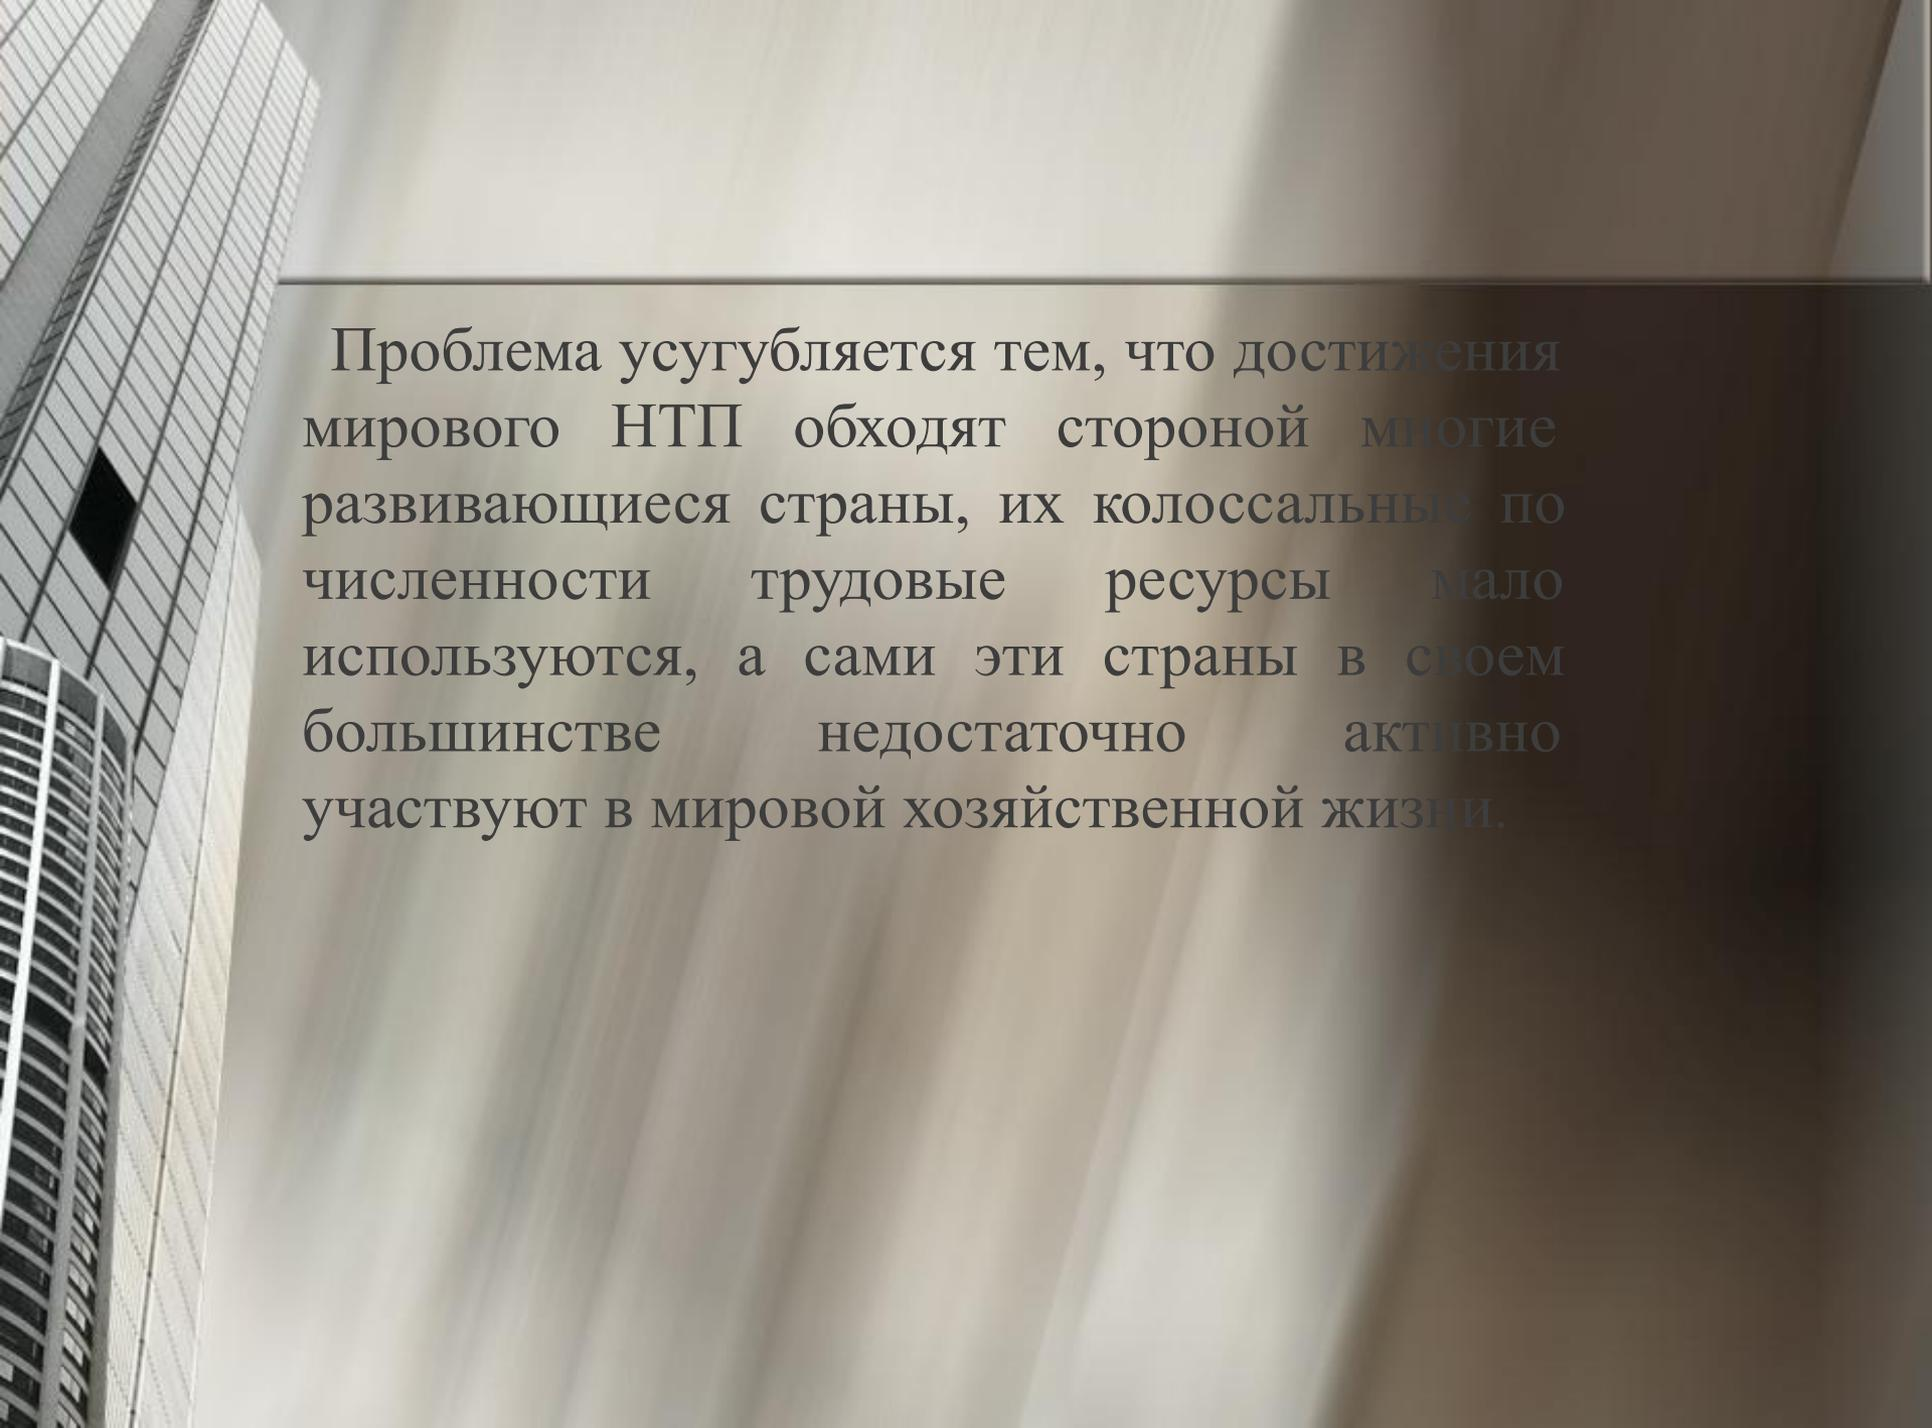 Проблема усугубляется тем, что достижения
мирового НТП обходят стороной многие
развивающиеся страны, их колоссальные по
численности трудовые ресурсы мало
используются, а сами эти страны в своем
большинстве недостаточно активно
участвуют в мировой хозяйственной жизни.